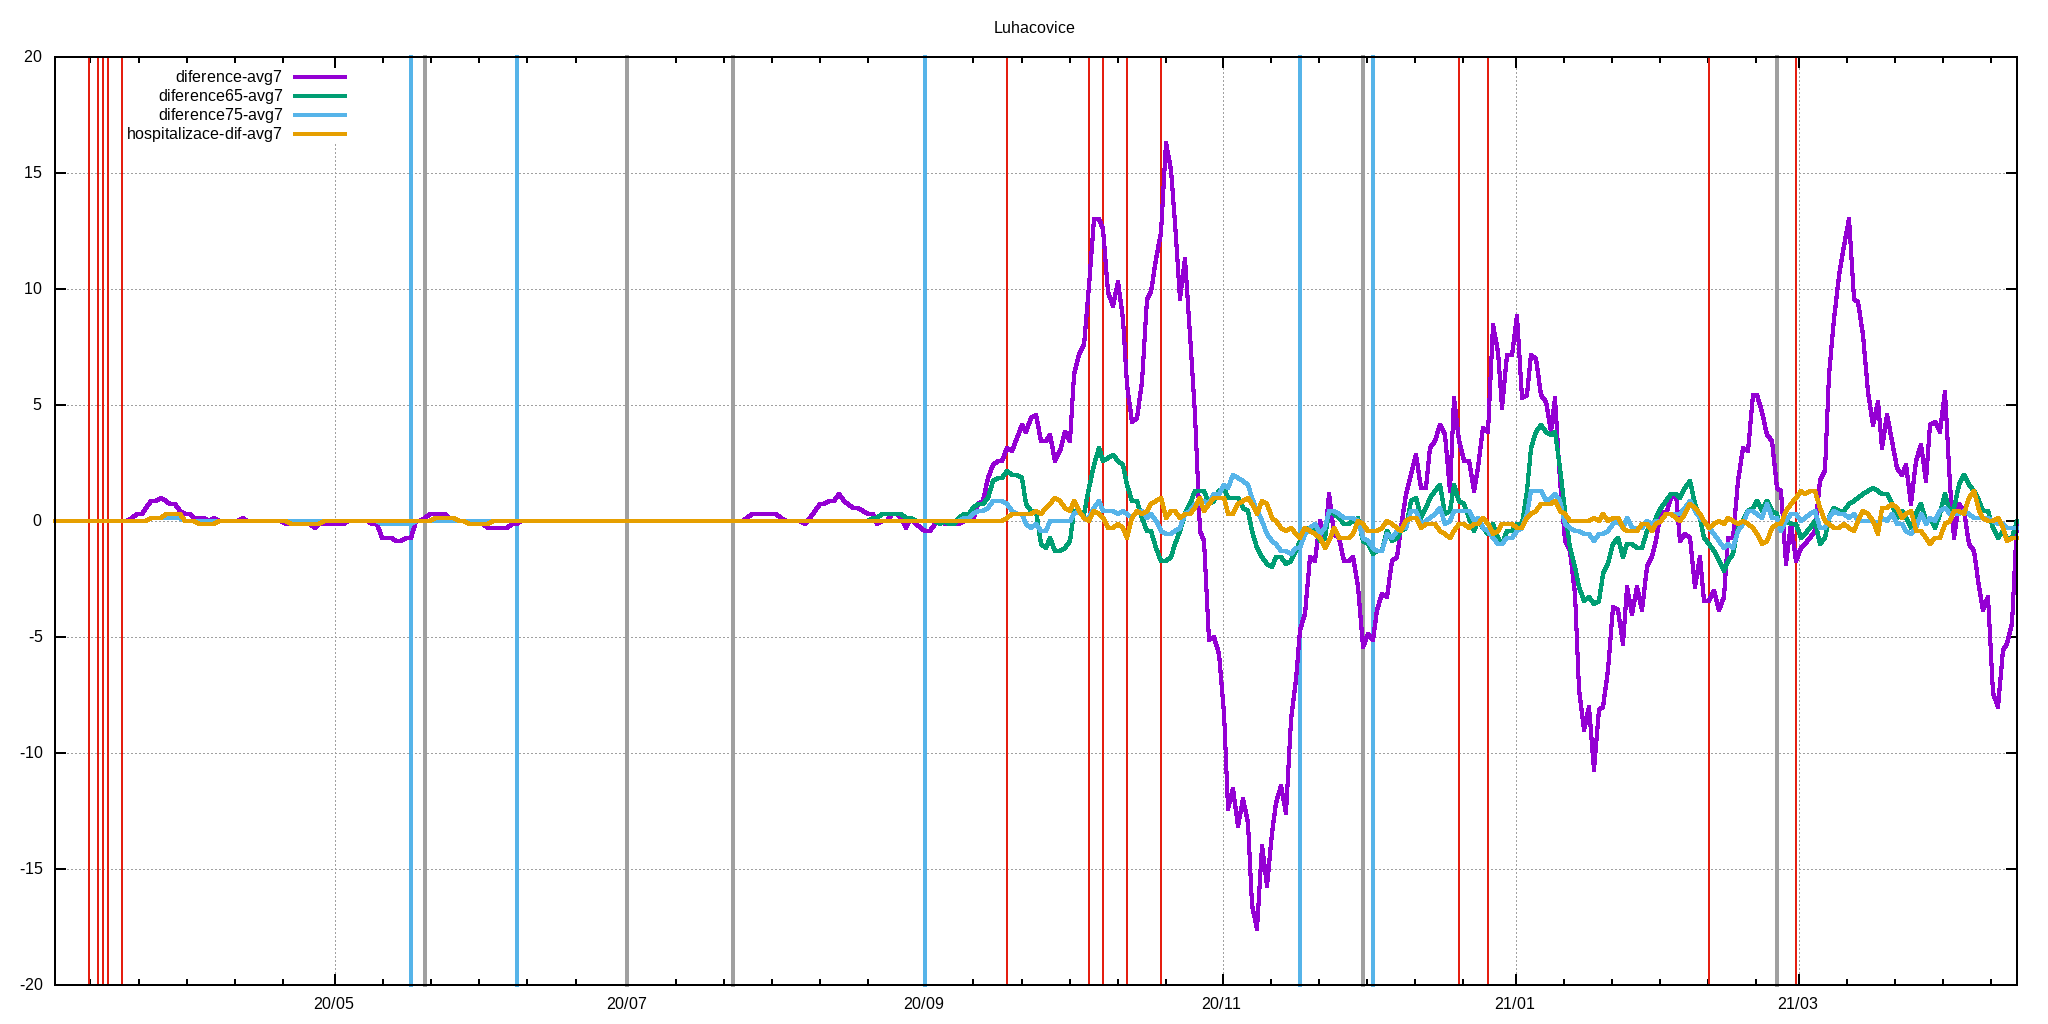 Luhacovice
20
diference-avg7
diference65-avg7
diference75-avg7
hospitalizace-dif-avg7
15
10
5
0
-5
-10
-15
-20
20/05 20/07 20/09 20/11 21/01 21/03